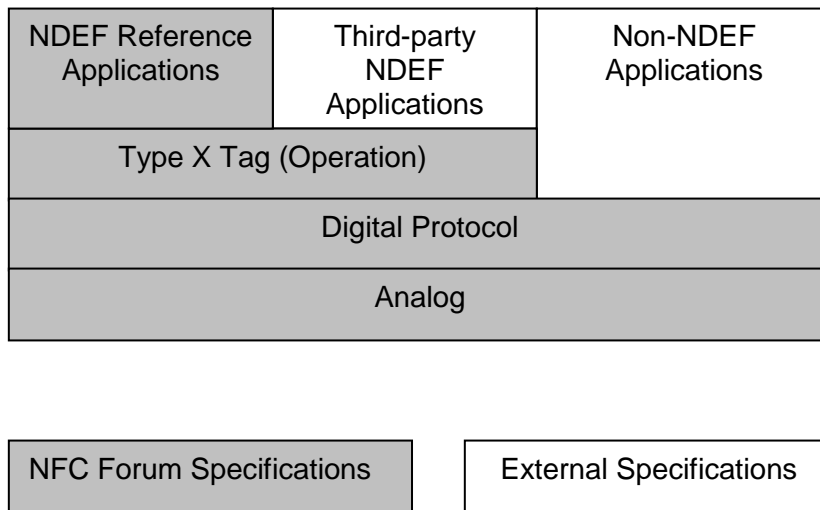 NDEF Reference
Applications
Third-party
NDEF
Applications
Non-NDEF
Applications
Type X Tag (Operation)
Digital Protocol
Analog
NFC Forum Specifications
External Specifications